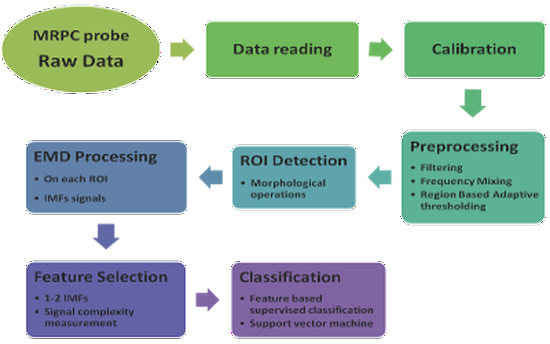 MRPC probe
Raw Data
Data reading
Calibration
Preprocessing
• Filtering
• Frequency Mixing
• Region Based Adaptive
thresholding
ROI Detection
• Morphological
operations
EMD Processing
• On each ROI
• IMFs signals
Feature Selection
• 1-2 IMFs
• Signal complexity
measurement
Classification
• Feature based
supervised classification
• Support vector machine